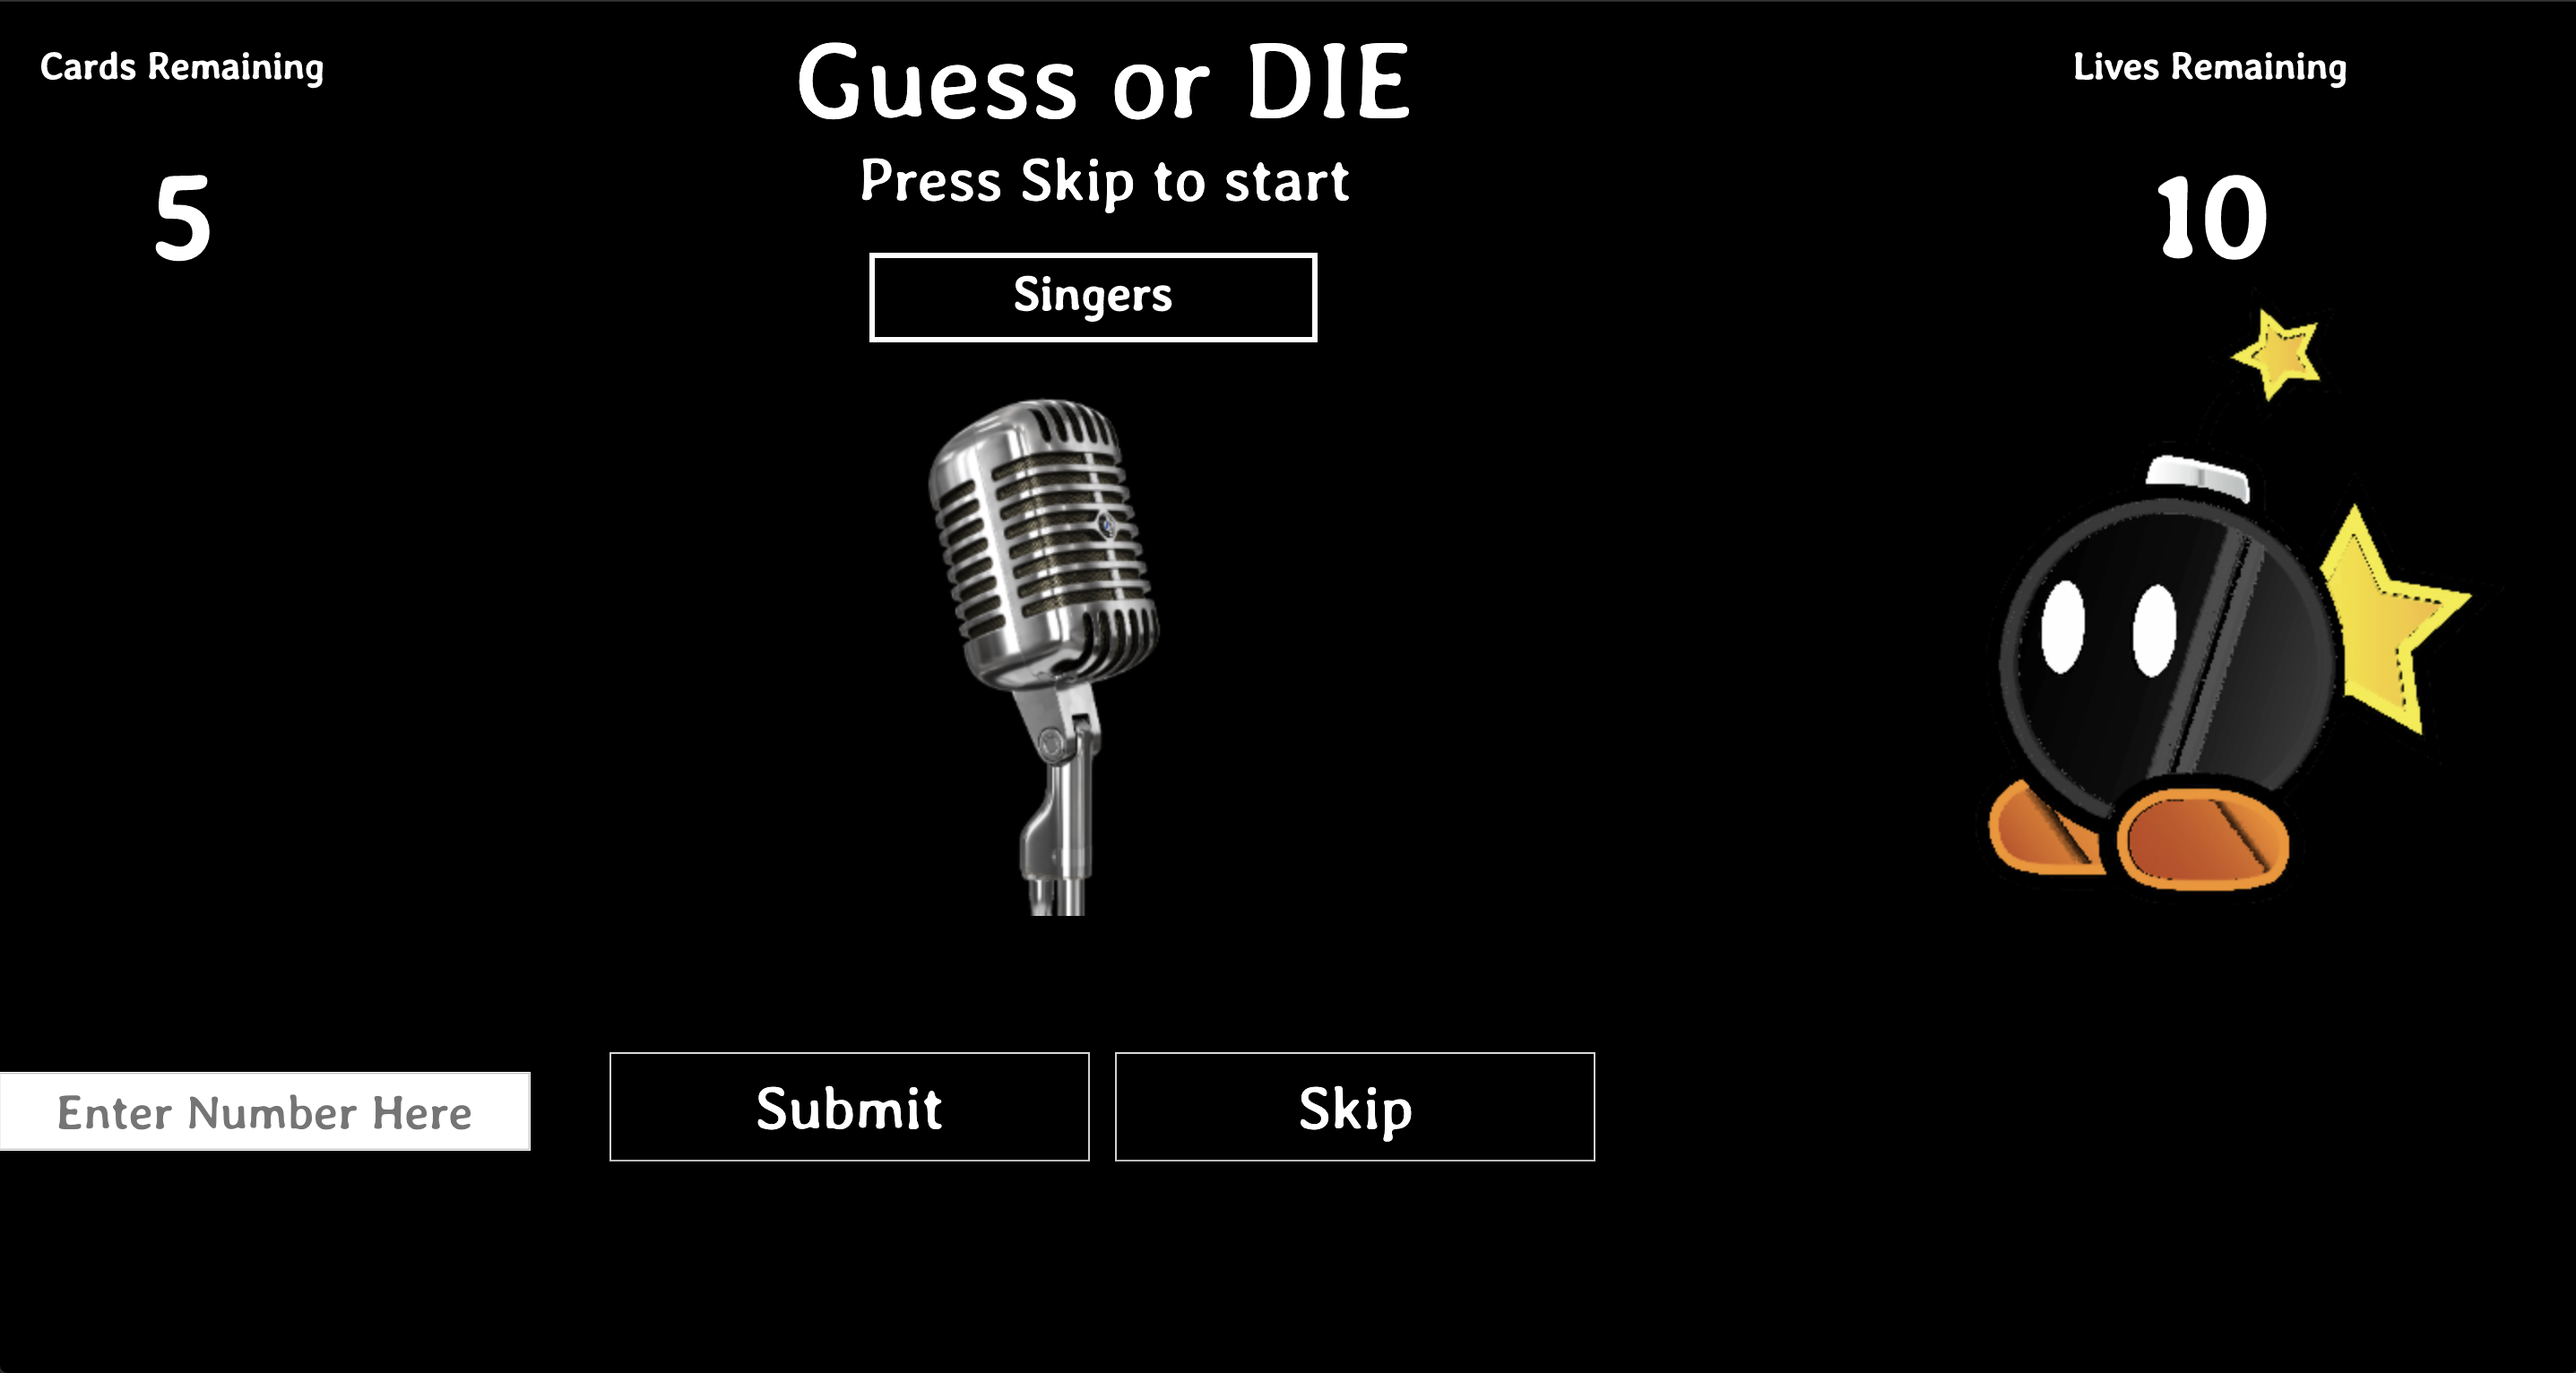 Cards Remaining
5
Guess or DIE
Press Skip to start
Singers
Lives Remaining
10
Enter Number Here
Submit
Skip